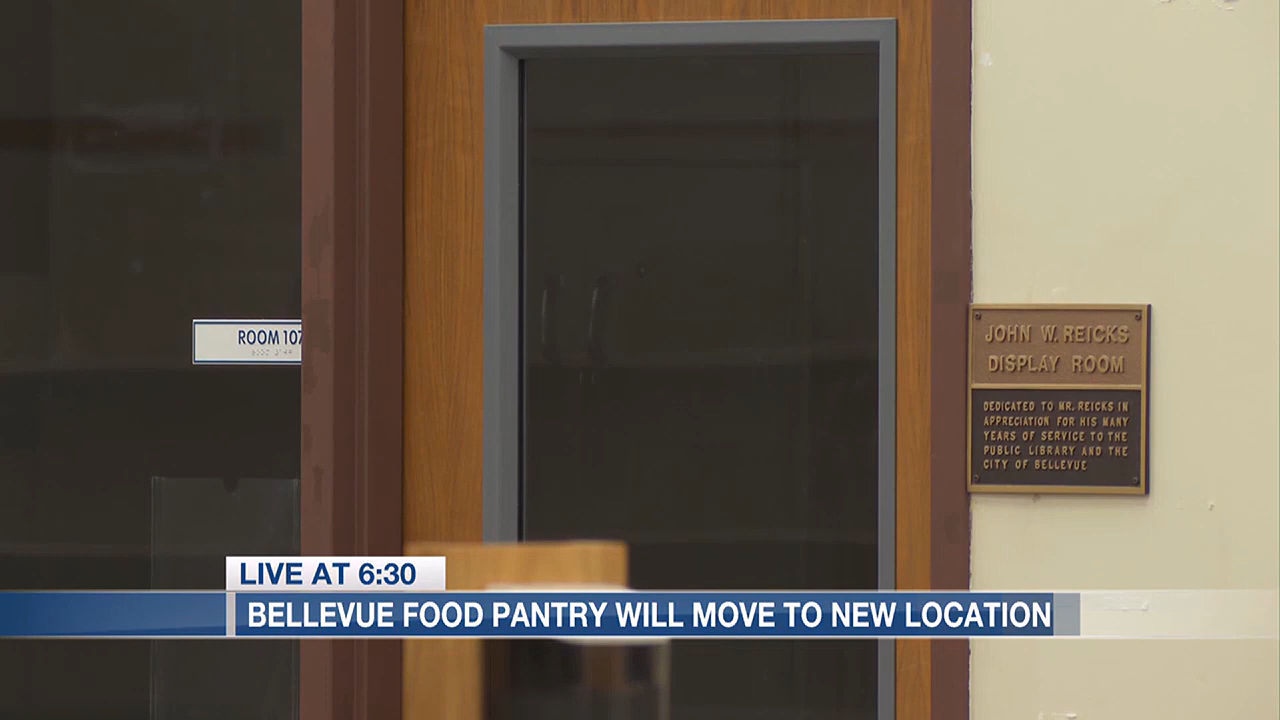 ROOM 107
JOHN W. REICKS
DISPLAY ROOM
DEDICATED TO MR. REICKS IN
APPRECIATION FOR HIS MANY
YEARS OF SERVICE TO THE
PUBLIC LIBRARY AND THE
CITY OF BELLEVUE
LIVE AT 6:30
BELLEVUE FOOD PANTRY WILL MOVE TO NEW LOCATION